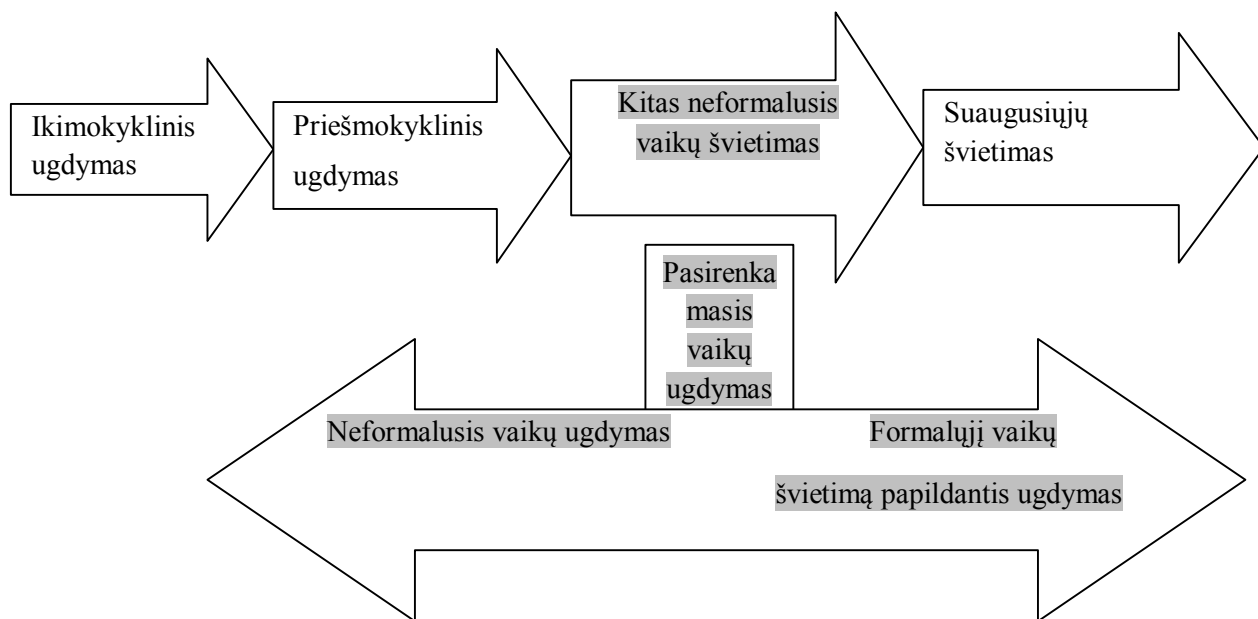 Ikimokyklinis
ugdymas
Priešmokyklinis
ugdymas
Kitas neformalusis
vaikų švietimas
Suaugusiųjų
švietimas
Pasirenka
masis
vaikų
ugdymas
Neformalusis vaikų ugdymas
Formalųjį vaikų
švietimą papildantis ugdymas